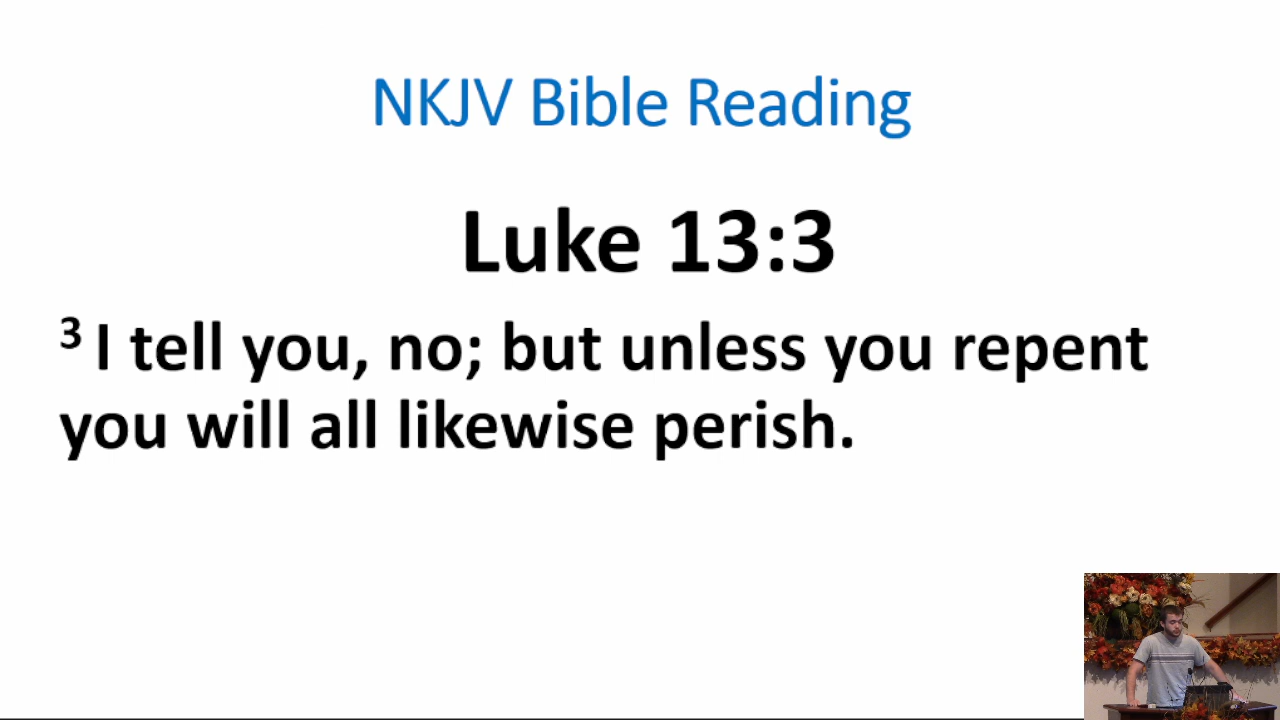 NKJV Bible Reading
Luke 13:3
3 I tell you, no; but unless you repent
you will all likewise perish.